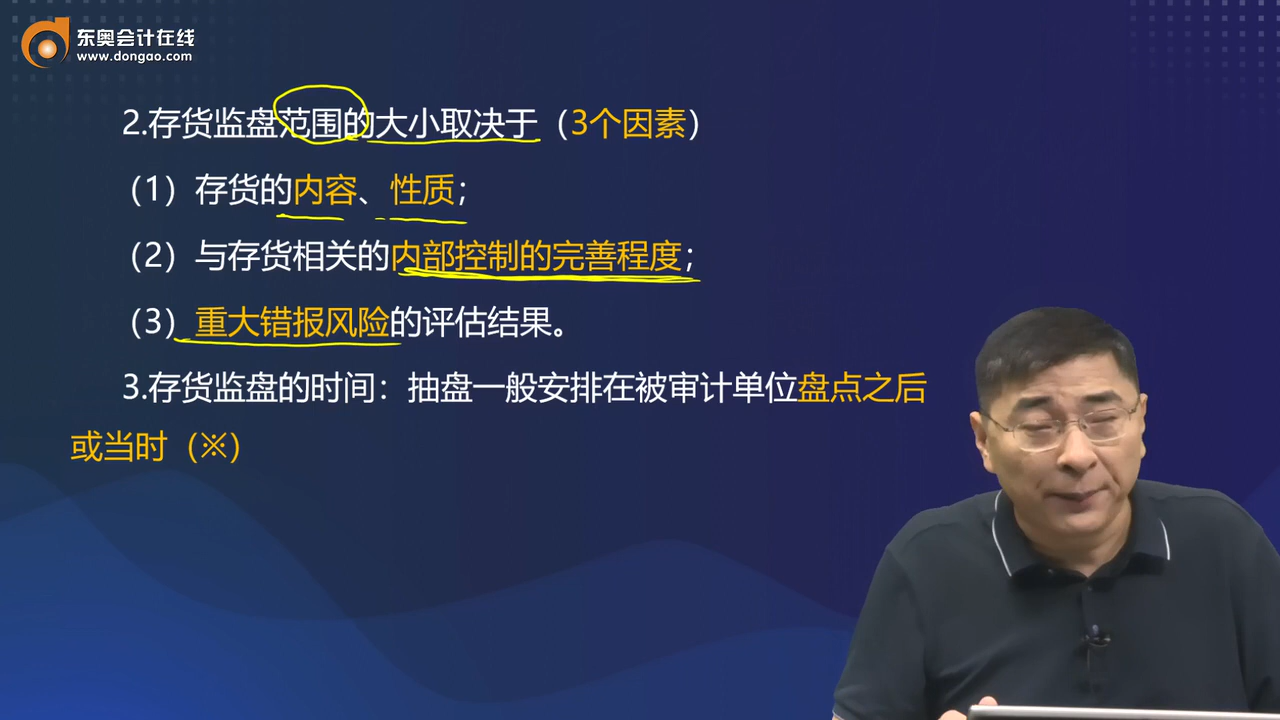 东奥会计在线
www.dongao.com
2.存货监盘范围的大小取决于（3个因素）
（1）存货的内容、性质；
（2）与存货相关的内部控制的完善程度；
（3）重大错报风险的评估结果。
3.存货监盘的时间：抽盘一般安排在被审计单位盘点之后
或当时（※）